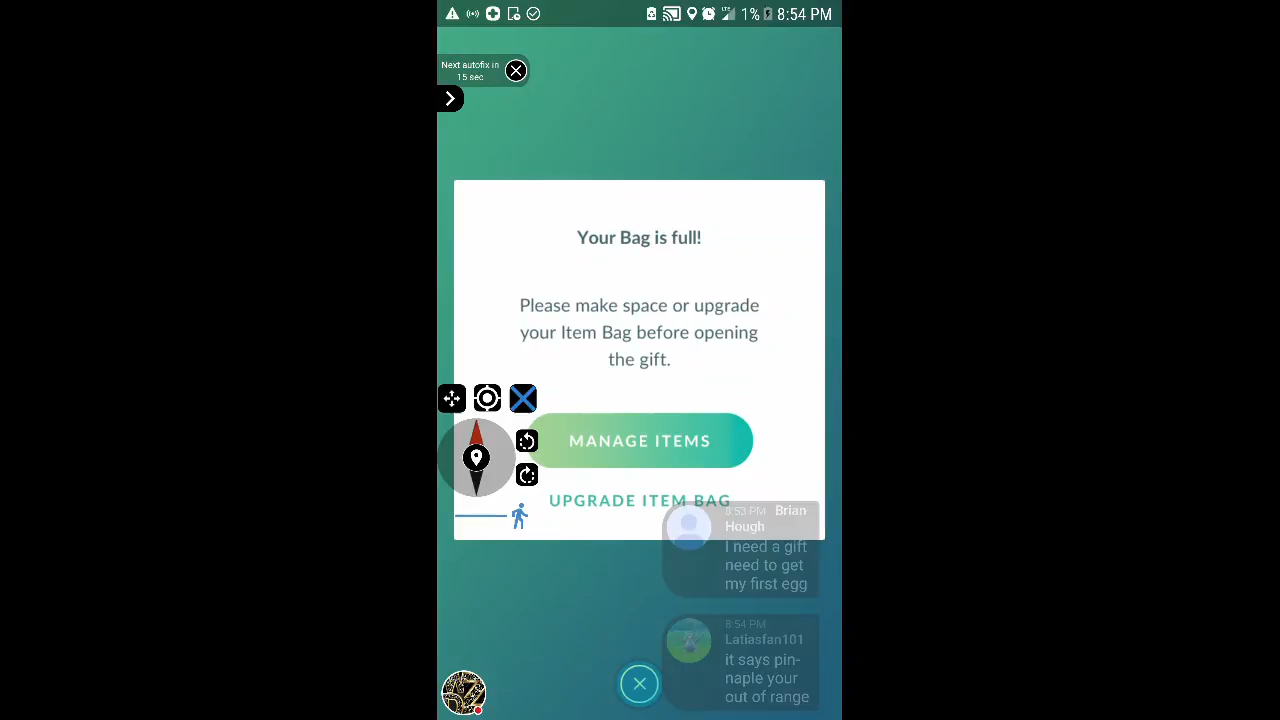 1% 8:54 PM
Next autofix in
15 sec
Your Bag is full!
Please make space or upgrade
your Item Bag before opening
the gift.
MANAGE ITEMS
UPGRADE ITEM BAG
8:53 PM Brian
Hough
I need a gift
need to get
my first egg
8:54 PM
Latiasfan101
it says pin-
naple your
out of range